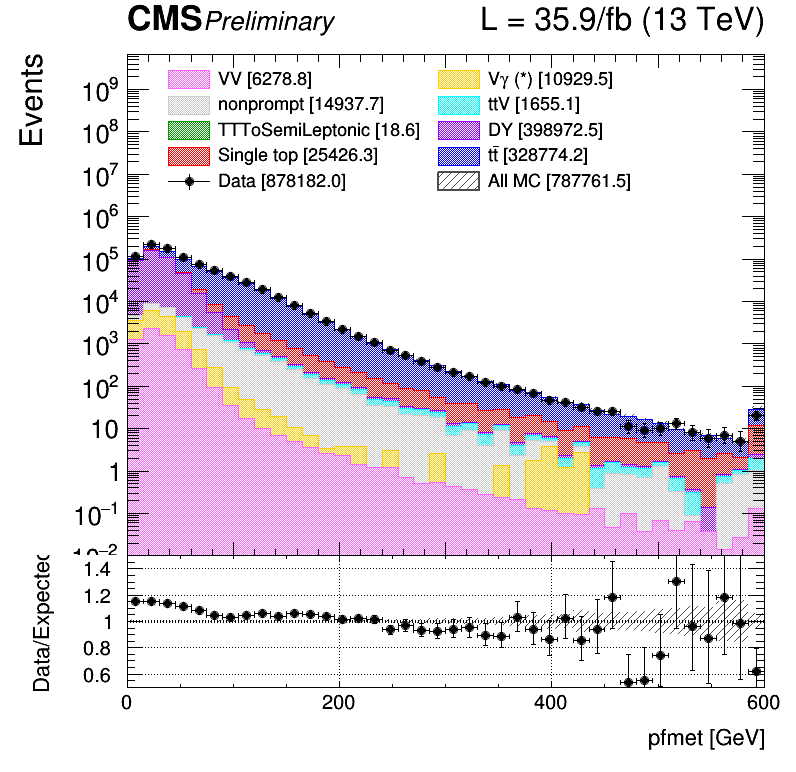 CMS Preliminary L = 35.9/fb (13 TeV)
Events
VV [6278.8] Vγ (*) [10929.5]
nonprompt [14937.7] ttV [1655.1]
TTToSemiLeptonic [18.6] DY [398972.5]
Single top [25426.3] tt̄ [328774.2]
Data [878182.0] All MC [787761.5]
10⁹
10⁸
10⁷
10⁶
10⁵
10⁴
10³
10²
10
1
10⁻¹
10⁻²
Data/Expected
1.4
1.2
1
0.8
0.6
0 200 400 600
pfmet [GeV]